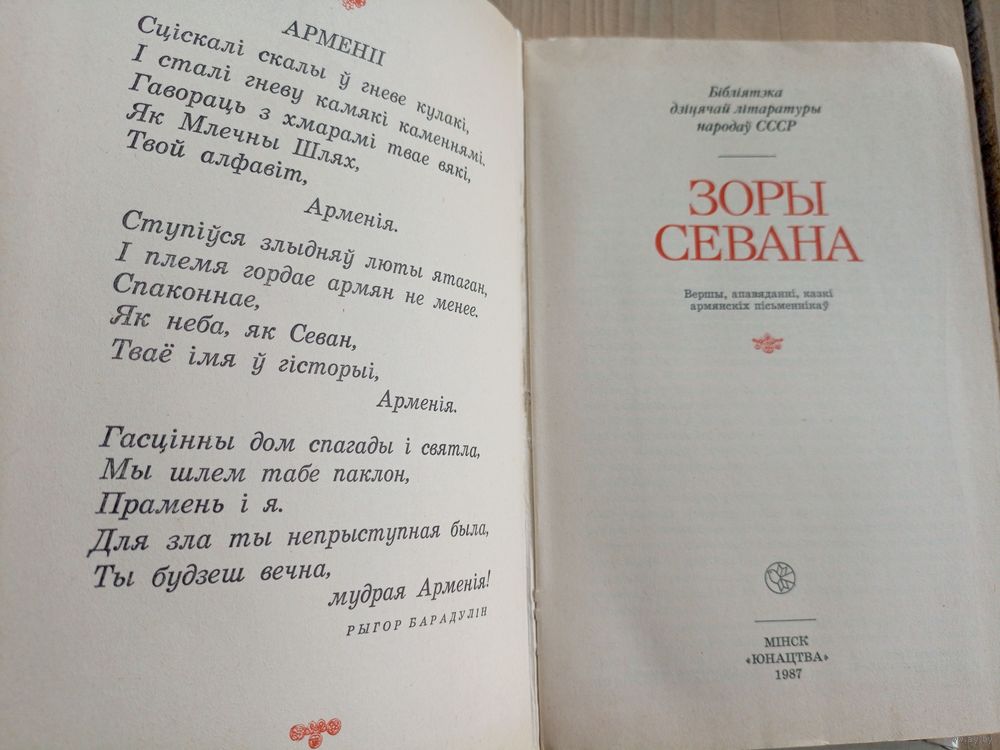 АРМЕНІІ
Сціскалі скалы ў гневе кулакі,
І сталі гневу камякі каменнямі.
Гавораць з хмарамі твае вякі,
Як Млечны Шлях,
Твой алфавіт,
Арменія.
Ступіўся злыдняў люты ятаган,
І племя гордае армян не менее.
Спаконнае,
Як неба, як Севан,
Тваё імя ў гісторыі,
Арменія.
Гасцінны дом спагады і святла,
Мы шлем табе паклон,
Прамень і я.
Для зла ты непрыступная была,
Ты будзеш вечна,
мудрая Арменія!
РЫГОР БАРАДУЛІН
Бібліятэка
дзіцячай літаратуры
народаў СССР
ЗОРЫ
СЕВАНА
Вершы, апавяданні, казкі
армянскіх пісьменнікаў
МІНСК
«ЮНАЦТВА»
1987